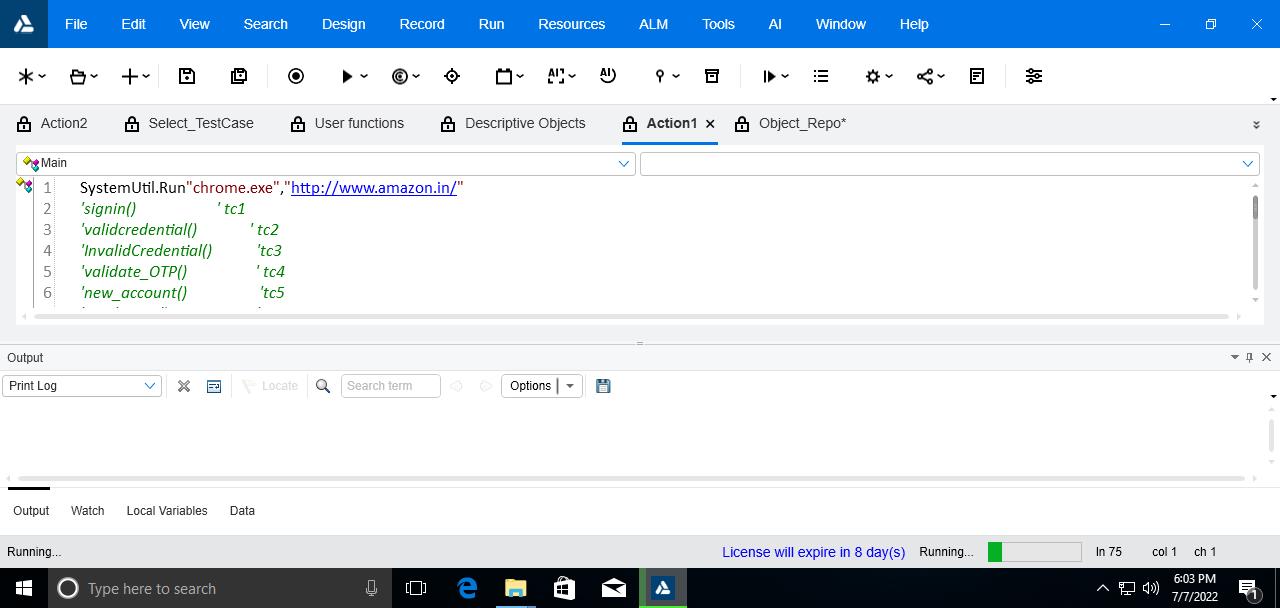 File Edit View Search Design Record Run Resources ALM Tools AI Window Help
Action2 Select_TestCase User functions Descriptive Objects Action1 Object_Repo*
Main
1 SystemUtil.Run"chrome.exe","http://www.amazon.in/"
2 'signin() ' tc1
3 'validcredential() ' tc2
4 'InvalidCredential() 'tc3
5 'validate_OTP() ' tc4
6 'new_account() 'tc5
Output
Print Log Locate Search term Options
Output Watch Local Variables Data
Running... License will expire in 8 day(s) Running... ln 75 col 1 ch 1
Type here to search 6:03 PM
7/7/2022 1